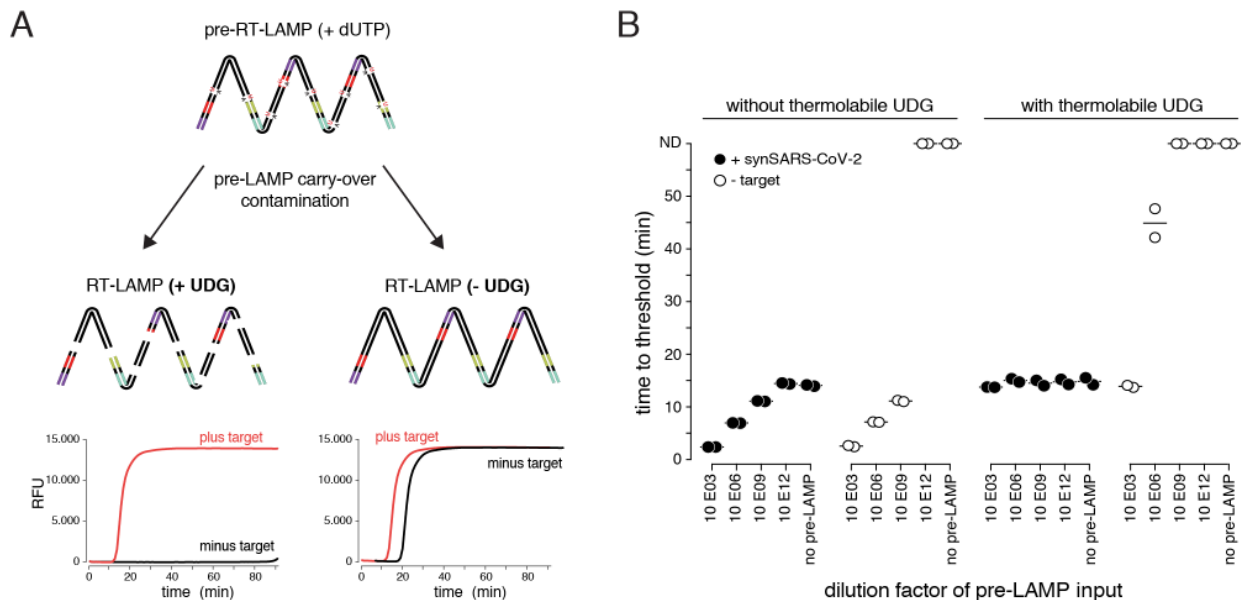 A
pre-RT-LAMP (+ dUTP)
pre-LAMP carry-over
contamination
RT-LAMP (+ UDG)
RT-LAMP (- UDG)
RFU
15.000
10.000
5.000
0
plus target
minus target
0
20
40
60
80
time (min)
15.000
10.000
5.000
0
plus target
minus target
0
20
40
60
80
time (min)
B
without thermolabile UDG
with thermolabile UDG
time to threshold (min)
ND
50
40
30
20
10
0
+ synSARS-CoV-2
- target
10 E03
10 E06
10 E09
10 E12
no pre-LAMP
10 E03
10 E06
10 E09
10 E12
no pre-LAMP
10 E03
10 E06
10 E09
10 E12
no pre-LAMP
10 E03
10 E06
10 E09
10 E12
no pre-LAMP
dilution factor of pre-LAMP input